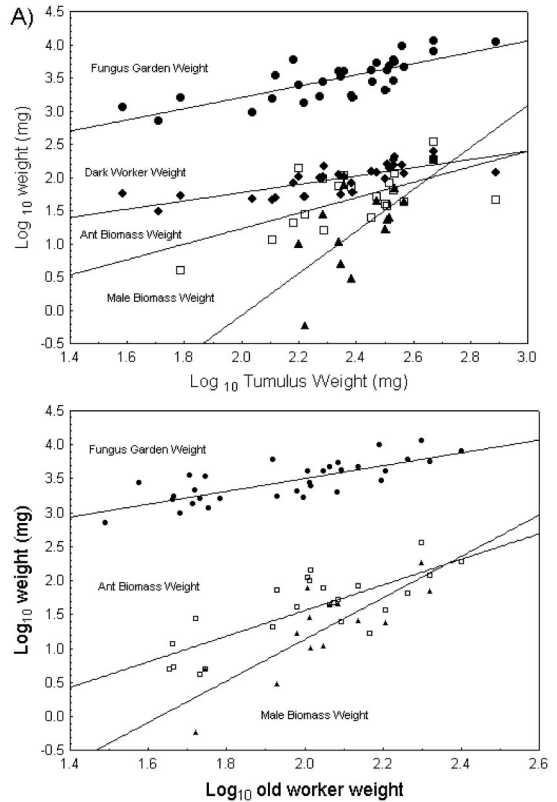 A)
4.5
4.0
3.5
3.0
2.5
2.0
1.5
1.0
0.5
0.0
-0.5
Log 10 weight (mg)
Fungus Garden Weight
Dark Worker Weight
Ant Biomass Weight
Male Biomass Weight
1.4 1.6 1.8 2.0 2.2 2.4 2.6 2.8 3.0
Log 10 Tumulus Weight (mg)
4.5
4.0
3.5
3.0
2.5
2.0
1.5
1.0
0.5
0.0
-0.5
Log10 weight (mg)
Fungus Garden Weight
Ant Biomass Weight
Male Biomass Weight
1.4 1.6 1.8 2.0 2.2 2.4 2.6
Log10 old worker weight